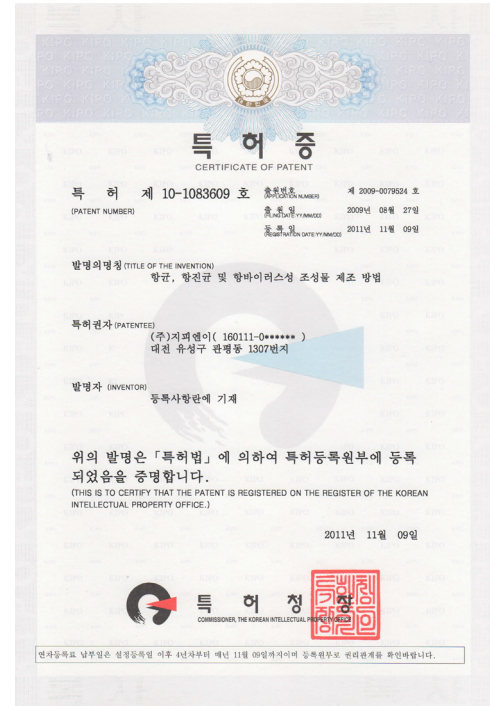 대한민국
특허증
CERTIFICATE OF PATENT
특 허 제 10-1083609 호
(PATENT NUMBER)
출원번호 제 2009-0079524 호
(APPLICATION NUMBER)
출원일 2009년 08월 27일
(FILING DATE:YY/MM/DD)
등록일 2011년 11월 09일
(REGISTRATION DATE:YY/MM/DD)
발명의명칭 (TITLE OF THE INVENTION)
항균, 항진균 및 항바이러스성 조성물 제조 방법
특허권자 (PATENTEE)
(주)지피엔이( 160111-0****** )
대전 유성구 관평동 1307번지
발명자 (INVENTOR)
등록사항란에 기재
위의 발명은 「특허법」에 의하여 특허등록원부에 등록
되었음을 증명합니다.
(THIS IS TO CERTIFY THAT THE PATENT IS REGISTERED ON THE REGISTER OF THE KOREAN
INTELLECTUAL PROPERTY OFFICE.)
2011년 11월 09일
특 허 청 장
COMMISSIONER, THE KOREAN INTELLECTUAL PROPERTY OFFICE
연차등록료 납부일은 설정등록일 이후 4년차부터 매년 11월 09일까지이며 등록원부로 권리관계를 확인바랍니다.